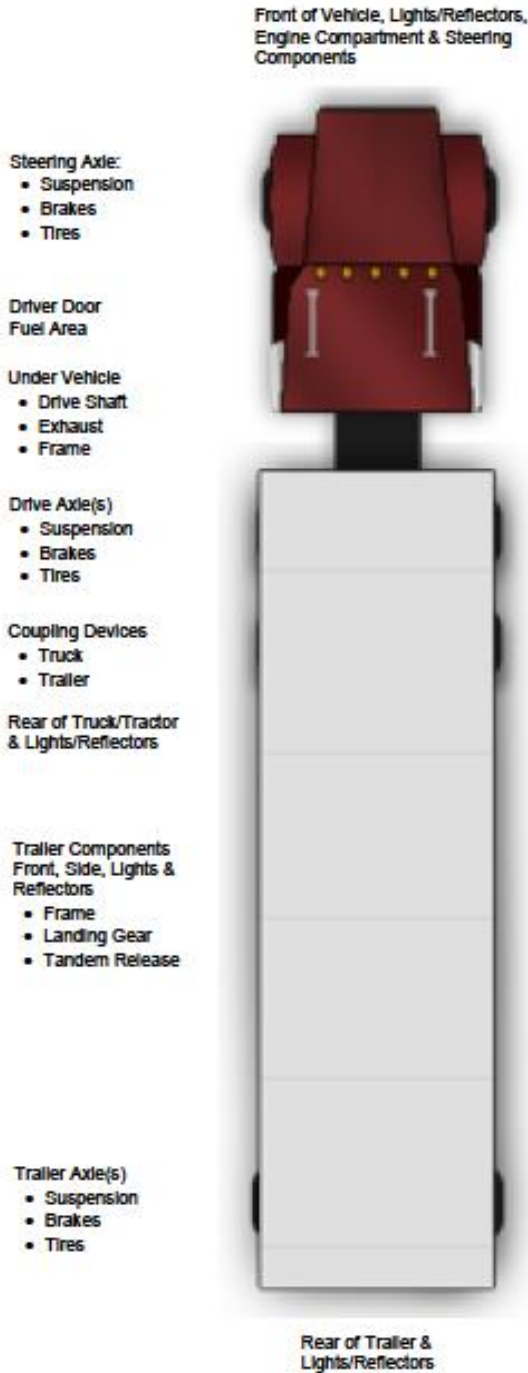 Front of Vehicle, Lights/Reflectors,
Engine Compartment & Steering
Components
Steering Axle:
• Suspension
• Brakes
• Tires
Driver Door
Fuel Area
Under Vehicle
• Drive Shaft
• Exhaust
• Frame
Drive Axle(s)
• Suspension
• Brakes
• Tires
Coupling Devices
• Truck
• Trailer
Rear of Truck/Tractor
& Lights/Reflectors
Trailer Components
Front, Side, Lights &
Reflectors
• Frame
• Landing Gear
• Tandem Release
Trailer Axle(s)
• Suspension
• Brakes
• Tires
Rear of Trailer &
Lights/Reflectors